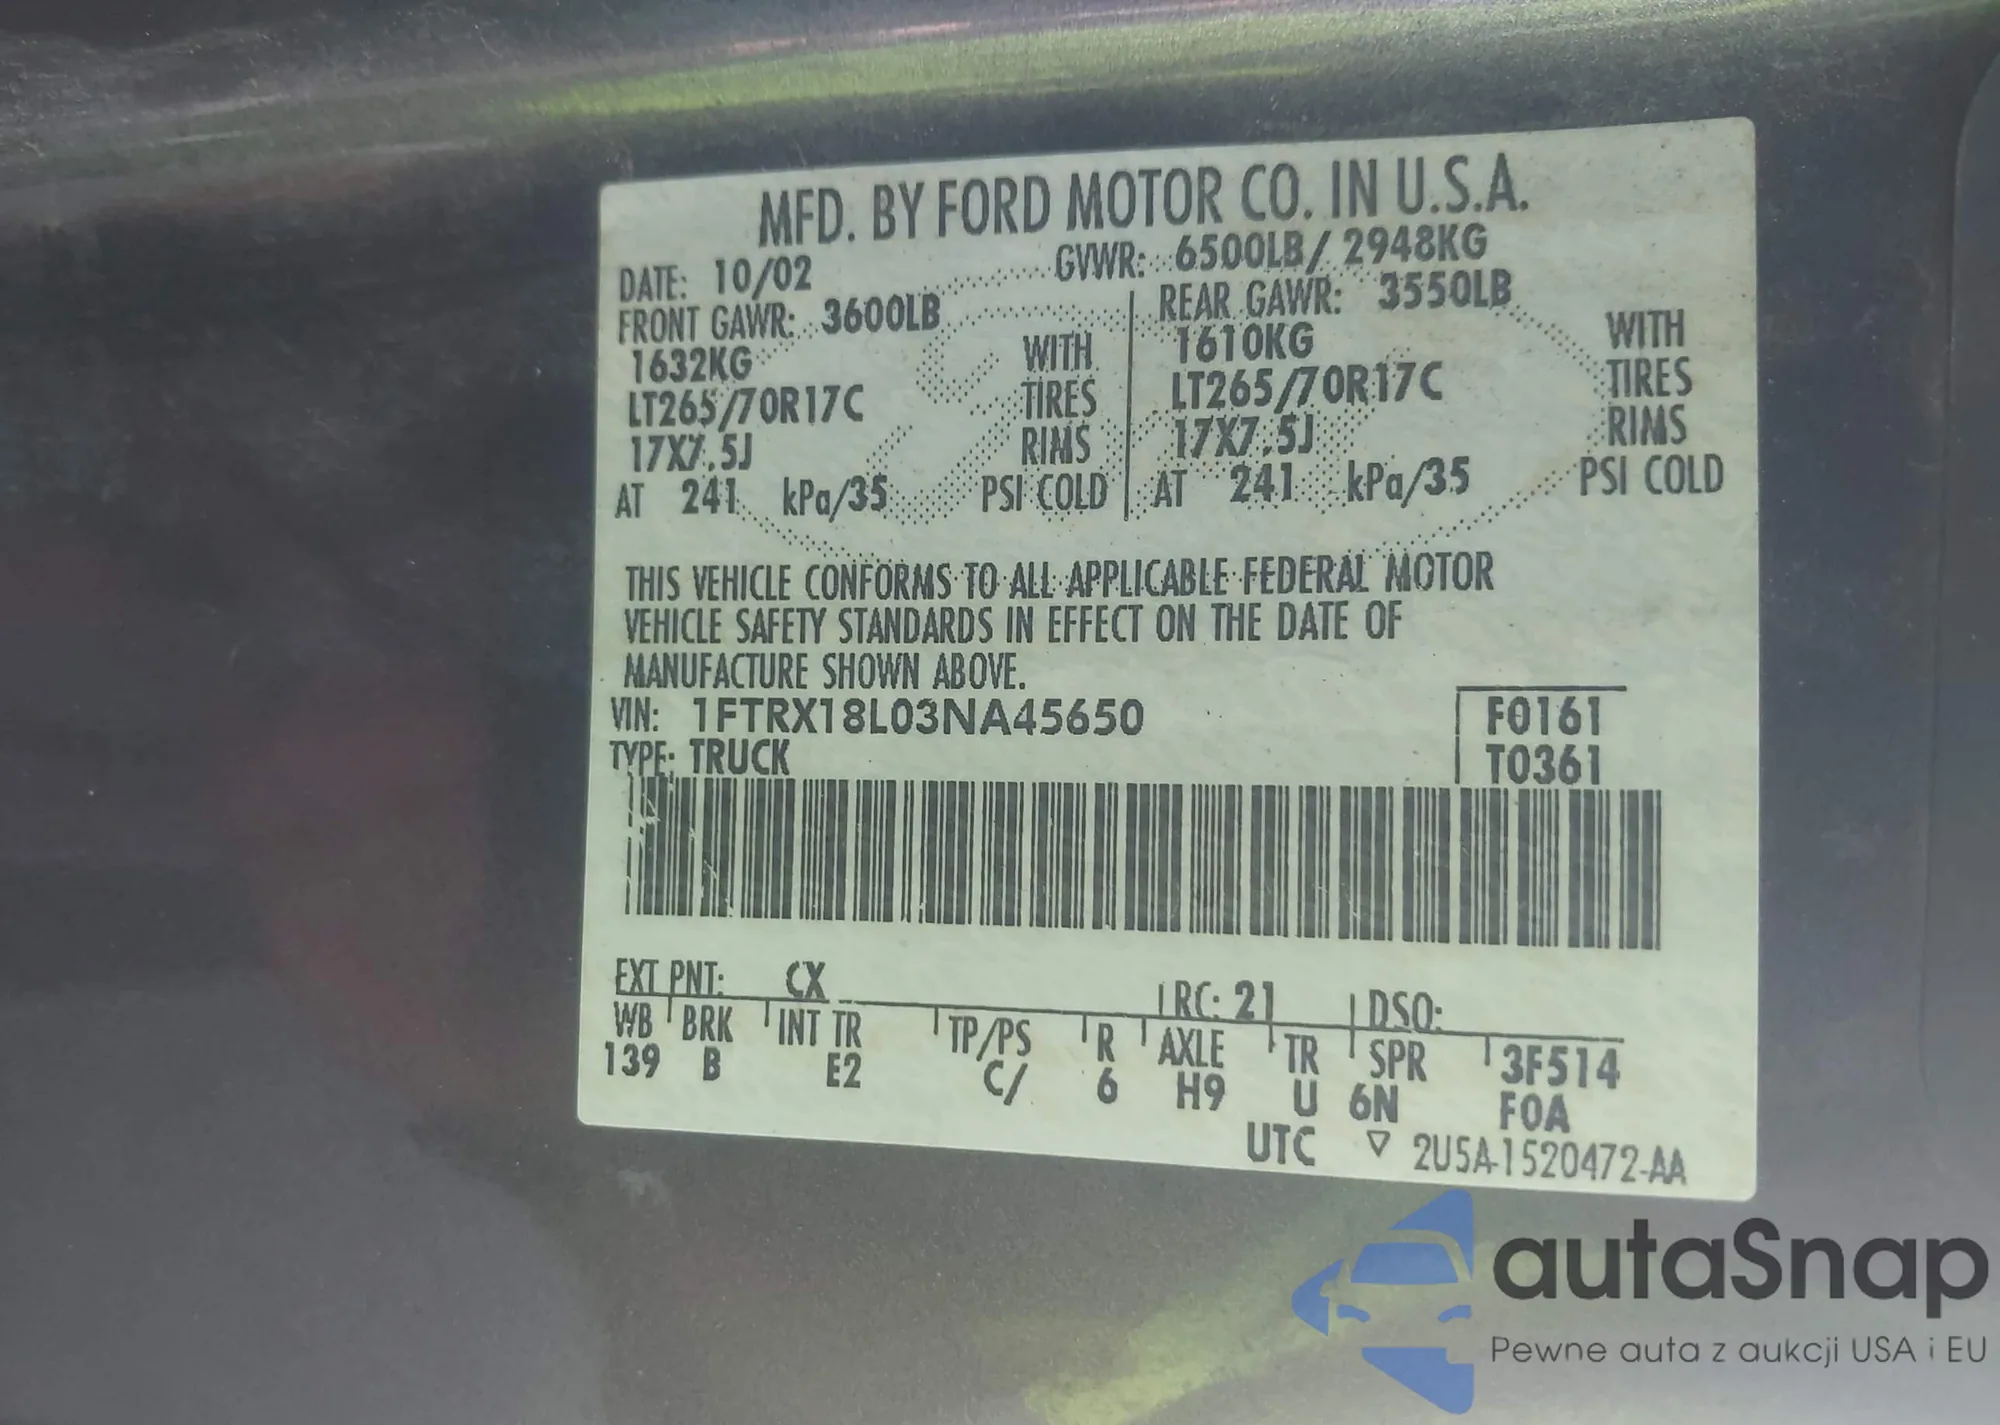 MFD. BY FORD MOTOR CO. IN U.S.A.
DATE: 10/02 GVWR: 6500LB/ 2948KG
FRONT GAWR: 3600LB REAR GAWR: 3550LB
1632KG WITH 1610KG WITH
LT265/70R17C TIRES LT265/70R17C TIRES
17X7.5J RIMS 17X7.5J RIMS
AT 241 kPa/35 PSI COLD AT 241 kPa/35 PSI COLD
THIS VEHICLE CONFORMS TO ALL APPLICABLE FEDERAL MOTOR
VEHICLE SAFETY STANDARDS IN EFFECT ON THE DATE OF
MANUFACTURE SHOWN ABOVE.
VIN: 1FTRX18L03NA45650 F0161
TYPE: TRUCK T0361
EXT PNT: CX RC: 21 DSO:
WB BRK INT TR TP/PS R AXLE TR SPR 3F514
139 B E2 C/ 6 H9 U 6N F0A
UTC ▽ 2U5A-1520472-AA
autaSnap
Pewne auta z aukcji USA i EU